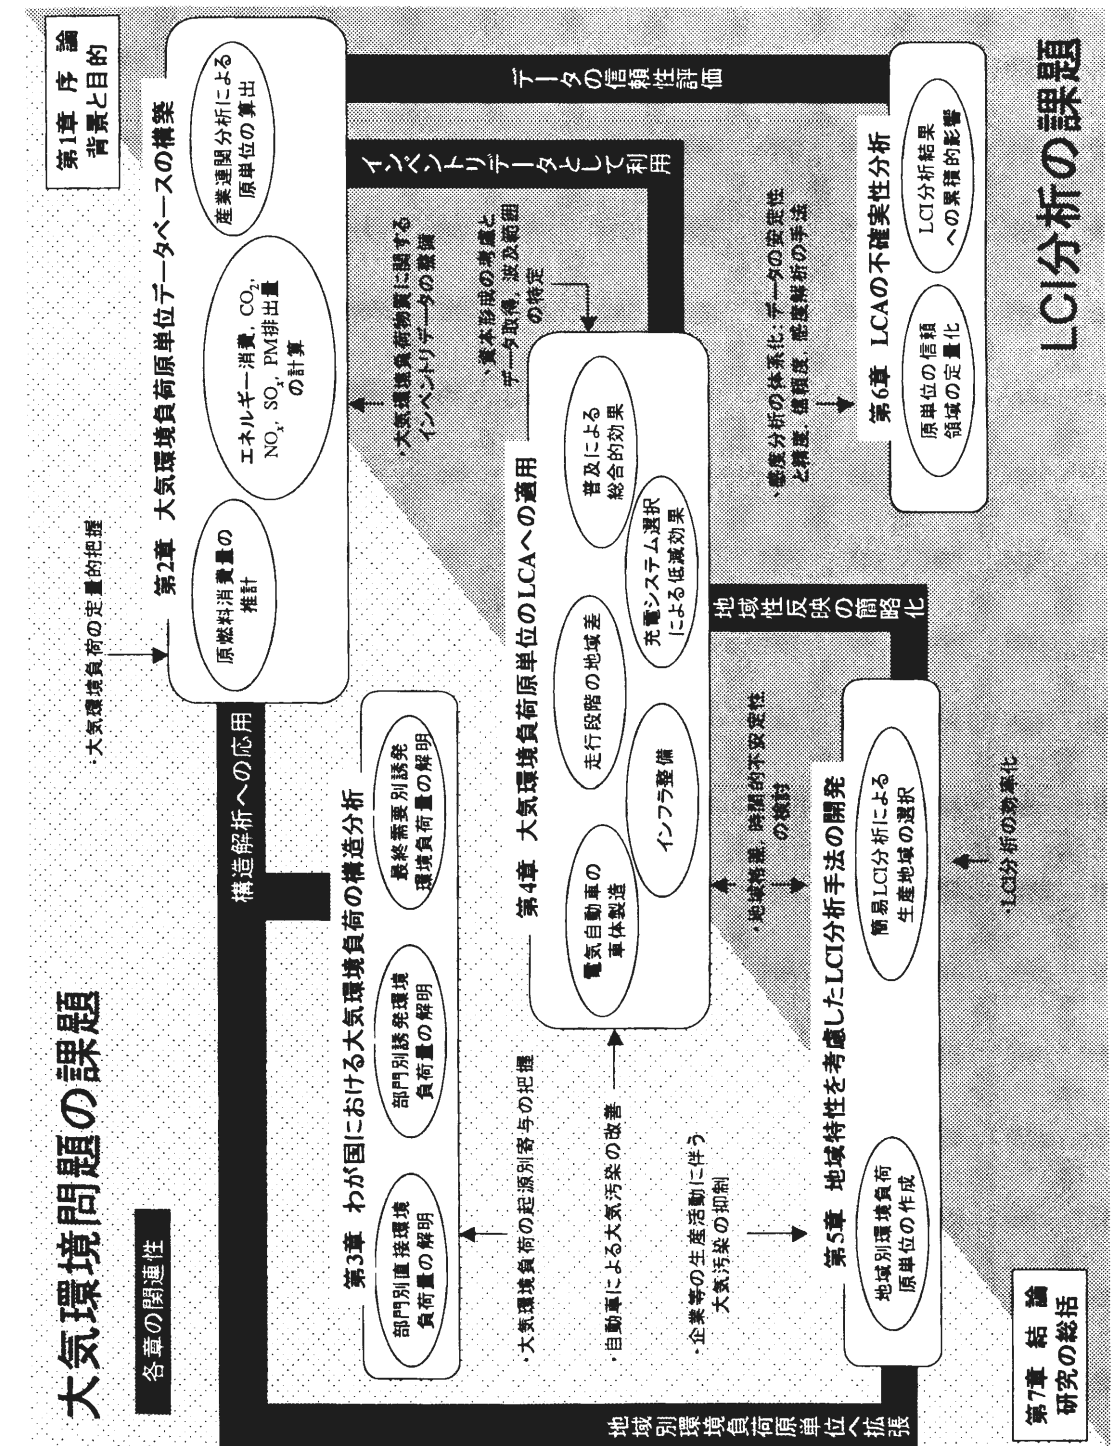 大気環境問題の課題
各章の関連性
第1章 序 論
背景と目的
・大気環境負荷の定量的把握
第2章 大気環境負荷原単位データベースの構築
原燃料消費量の
推計
エネルギー消費, CO₂,
NOₓ, SOₓ, PM排出量
の計算
産業連関分析による
原単位の算出
構造解析への応用
第3章 わが国における大気環境負荷の構造分析
部門別直接環境
負荷量の解明
部門別誘発環境
負荷量の解明
最終需要別誘発
環境負荷量の解明
・大気環境負荷の起源別寄与の把握
・大気環境負荷物質に関する
インベントリデータの整備
インベントリデータとして利用
データの信頼性評価
・資本形成の考慮と
データ取得, 波及範囲
の特定
第4章 大気環境負荷原単位のLCAへの適用
電気自動車の
車体製造
走行段階の地域差
普及による
総合的効果
インフラ整備
充電システム選択
による低減効果
・自動車による大気汚染の改善
・企業等の生産活動に伴う
大気汚染の抑制
・地域格差, 時間的不安定性
の検討
地域性反映の簡略化
・感度分析の体系化:データの安定性
と精度, 信頼度, 感度解析の手法
第5章 地域特性を考慮したLCI分析手法の開発
地域別環境負荷
原単位の作成
簡易LCI分析による
生産地域の選択
・LCI分析の効率化
地域別環境負荷原単位へ拡張
第6章 LCAの不確実性分析
原単位の信頼
領域の定量化
LCI分析結果
への累積的影響
第7章 結 論
研究の総括
LCI分析の課題